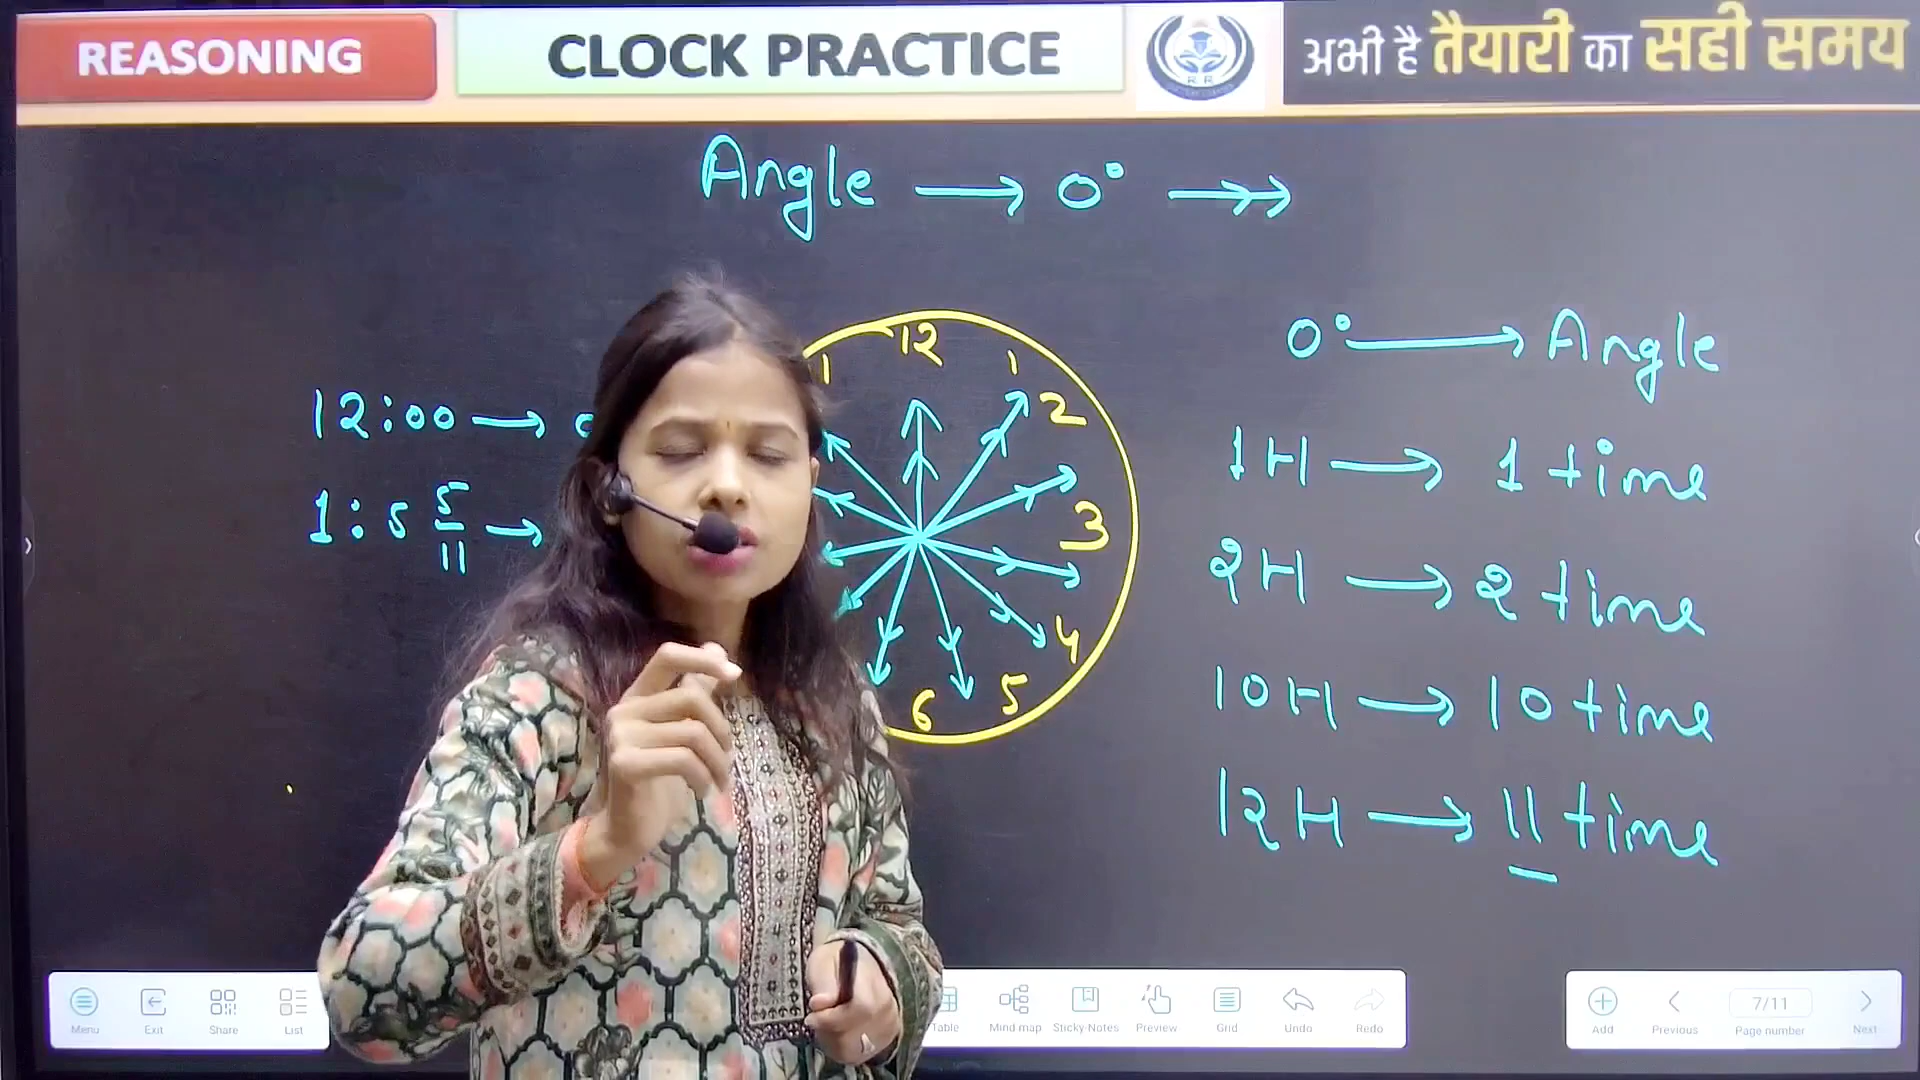 REASONING
CLOCK PRACTICE
R R
अभी है तैयारी का सही समय
Angle → 0° →
12:00 →
1:5 5/11 →
12
1
1
2
3
4
5
6
0° → Angle
1H → 1 time
2H → 2 time
10H → 10 time
12H → 11 time
Menu
Exit
Share
List
Table
Mind map
Sticky Notes
Preview
Grid
Undo
Redo
Add
Previous
7/11
Page number
Next